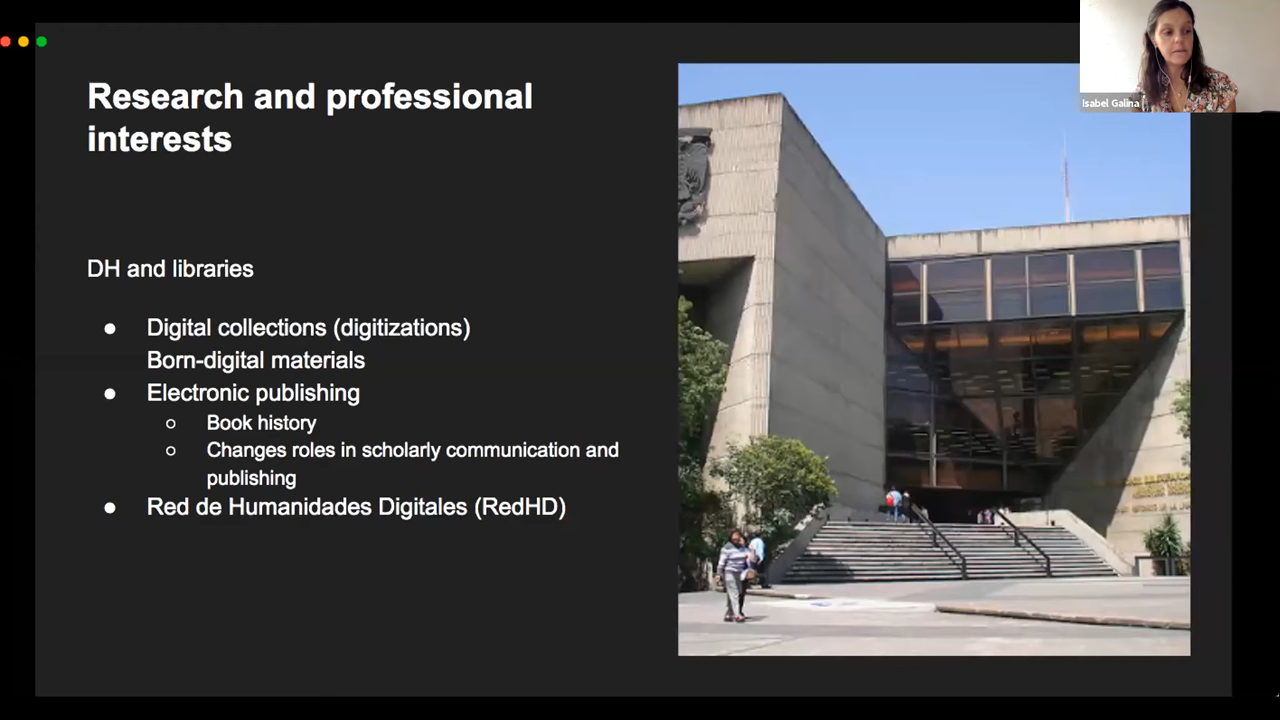 Research and professional
interests
Isabel Galina
DH and libraries
● Digital collections (digitizations)
Born-digital materials
● Electronic publishing
○ Book history
○ Changes roles in scholarly communication and
publishing
● Red de Humanidades Digitales (RedHD)